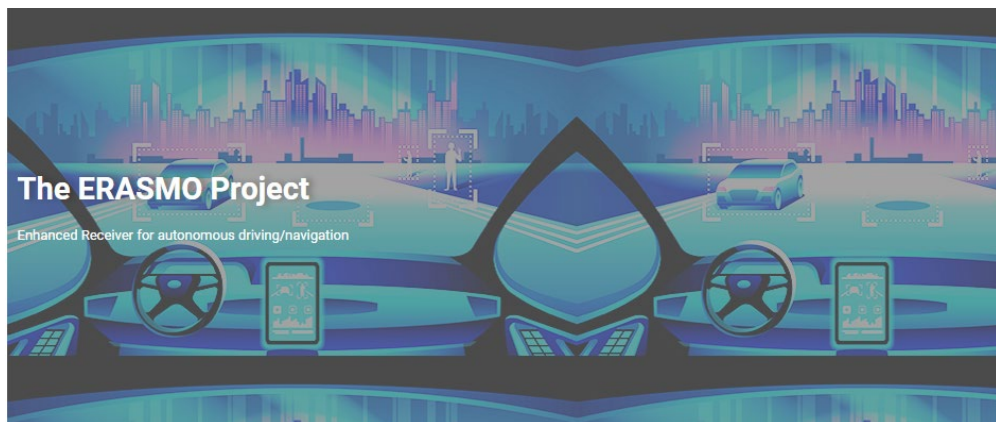 The ERASMO Project
Enhanced Receiver for autonomous driving/navigation